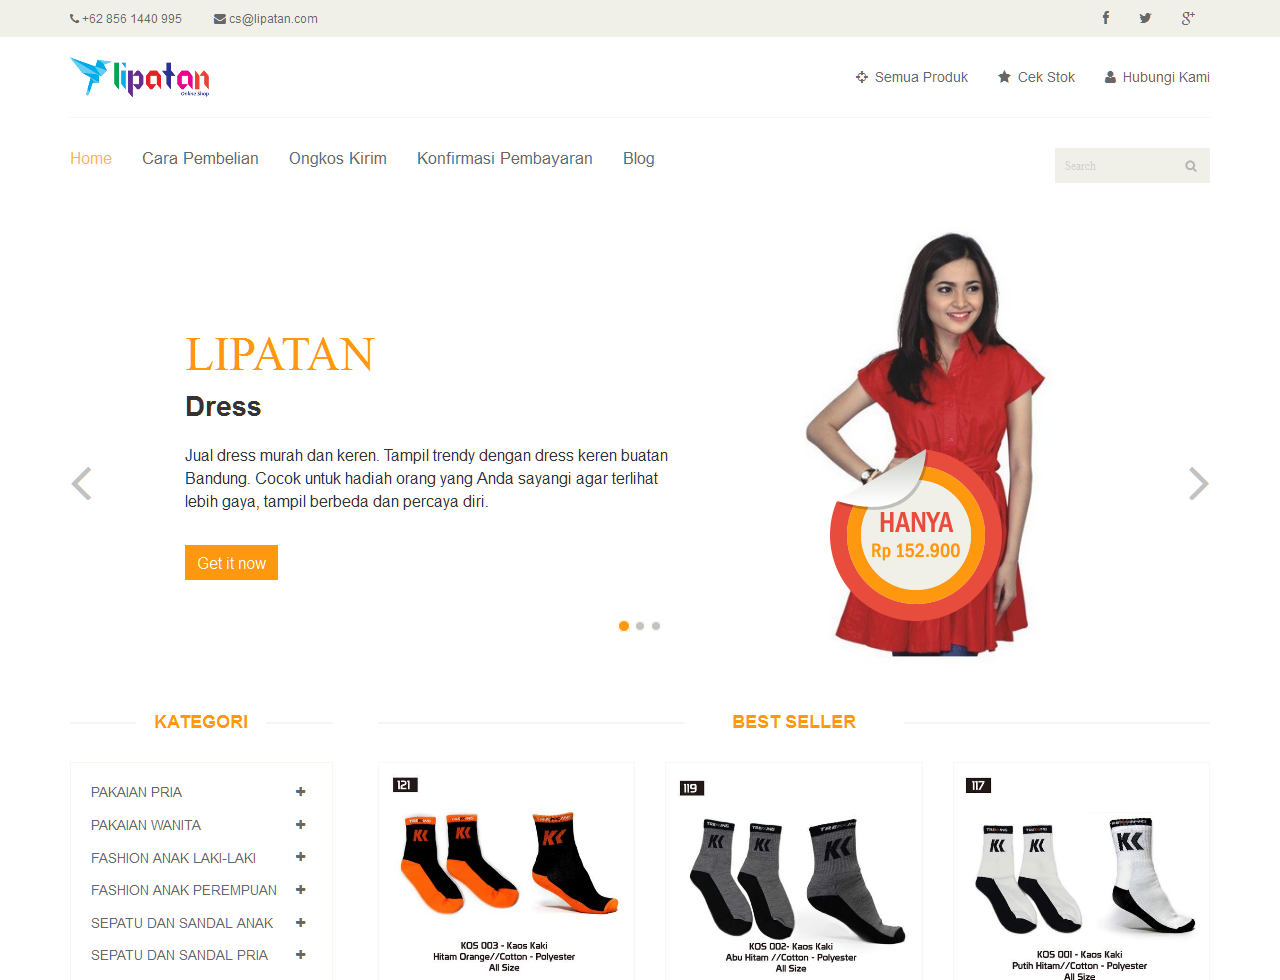 +62 856 1440 995
cs@lipatan.com
lipatan
Online Shop
Semua Produk
Cek Stok
Hubungi Kami
Home
Cara Pembelian
Ongkos Kirim
Konfirmasi Pembayaran
Blog
Search
LIPATAN
Dress
Jual dress murah dan keren. Tampil trendy dengan dress keren buatan
Bandung. Cocok untuk hadiah orang yang Anda sayangi agar terlihat
lebih gaya, tampil berbeda dan percaya diri.
Get it now
HANYA
Rp 152.900
KATEGORI
PAKAIAN PRIA
PAKAIAN WANITA
FASHION ANAK LAKI-LAKI
FASHION ANAK PEREMPUAN
SEPATU DAN SANDAL ANAK
SEPATU DAN SANDAL PRIA
BEST SELLER
121
KOS 003 - Kaos Kaki
Hitam Orange//Cotton - Polyester
All Size
119
KOS 002- Kaos Kaki
Abu Hitam //Cotton - Polyester
All Size
117
KOS 001 - Kaos Kaki
Putih Hitam//Cotton - Polyester
All Size